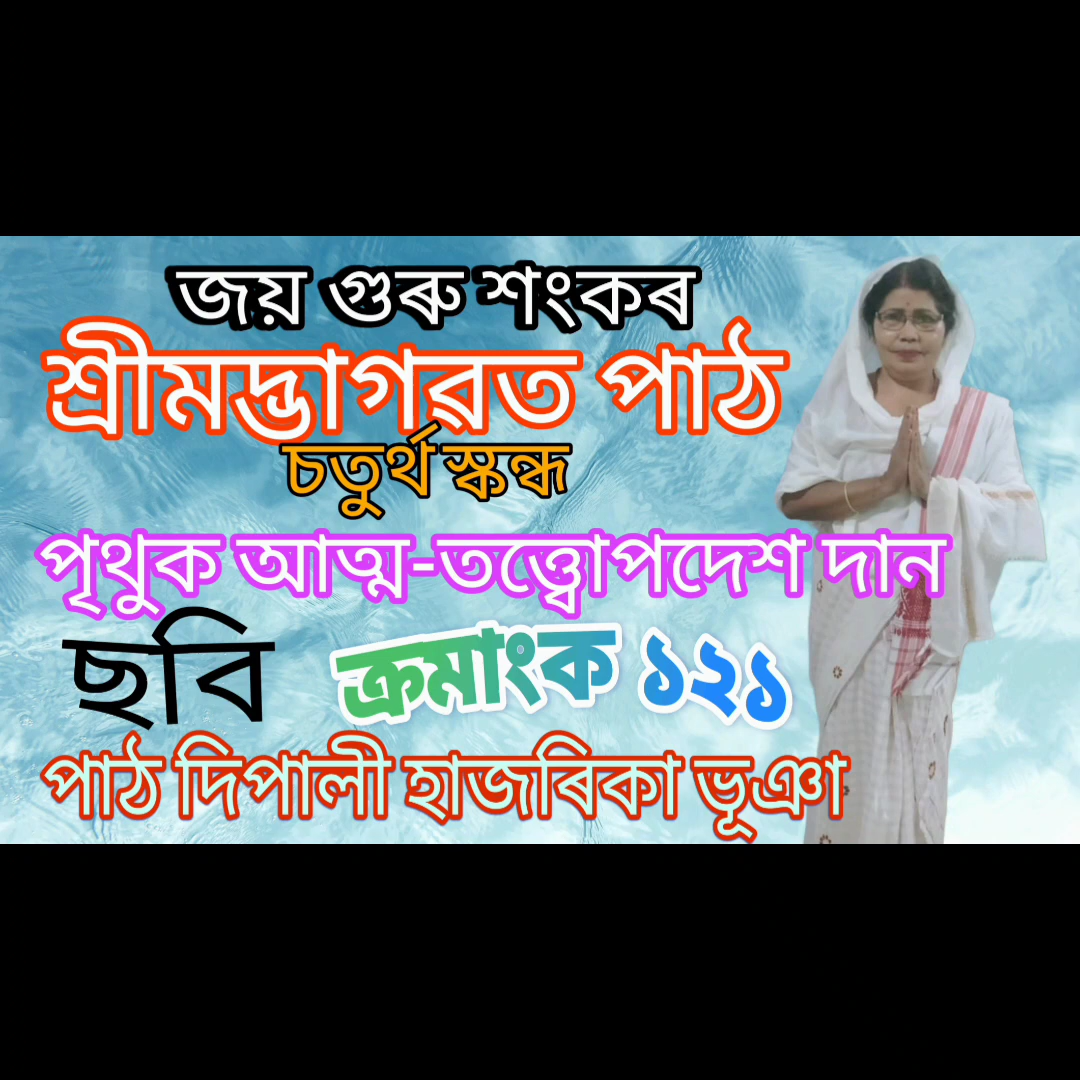 জয় গুৰু শংকৰ
শ্ৰীমদ্ভাগৱত পাঠ
চতুৰ্থ স্কন্ধ
পৃথুক আত্ম-তত্ত্বোপদেশ দান
ছবি ক্ৰমাংক ১২১
পাঠ দিপালী হাজৰিকা ভূঞা